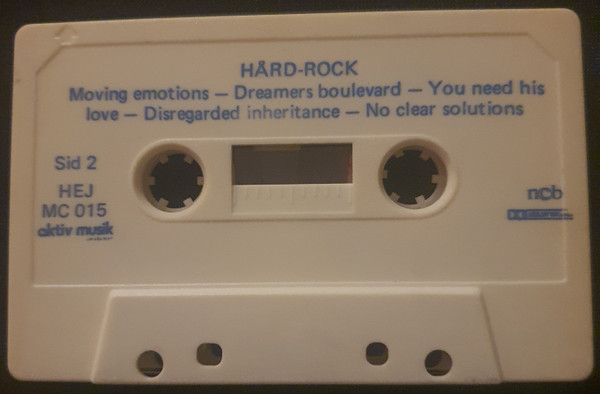 HÅRD-ROCK
Moving emotions — Dreamers boulevard — You need his
love — Disregarded inheritance — No clear solutions
Sid 2
HEJ
MC 015
aktiv musik
ncb